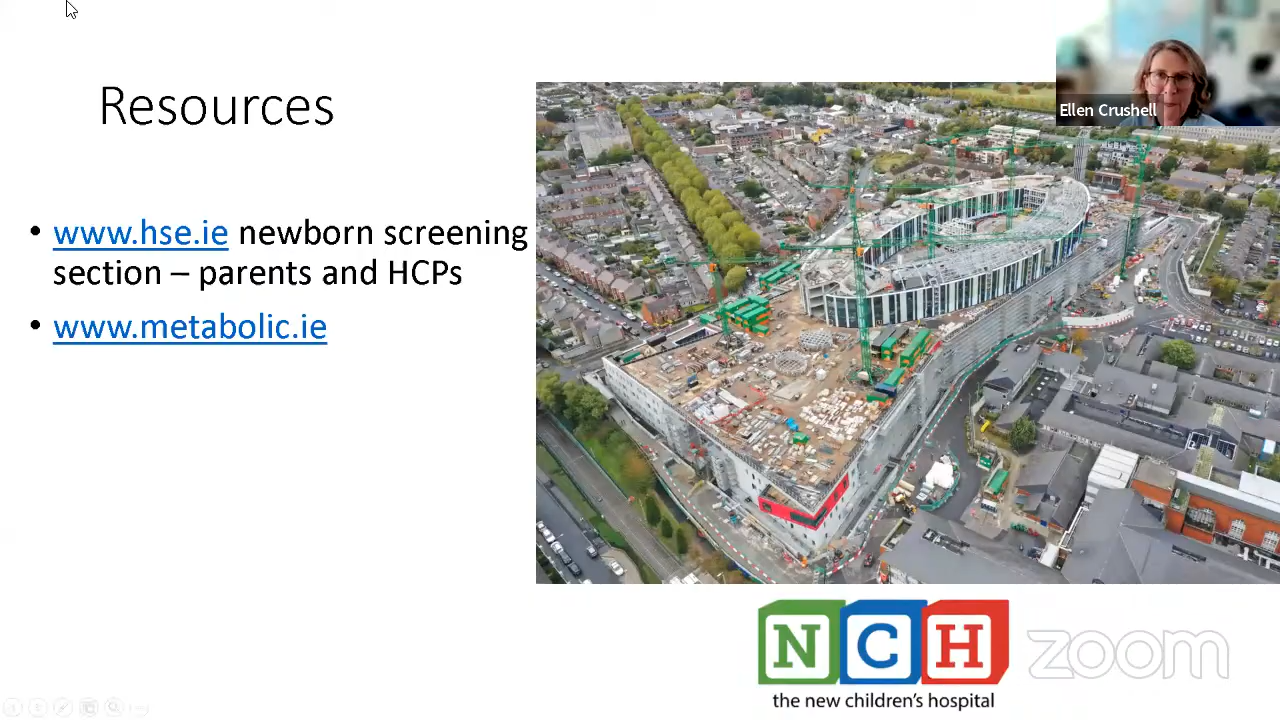 Resources
• www.hse.ie newborn screening
section – parents and HCPs
• www.metabolic.ie
Ellen Crushell
NCH
the new children's hospital
zoom